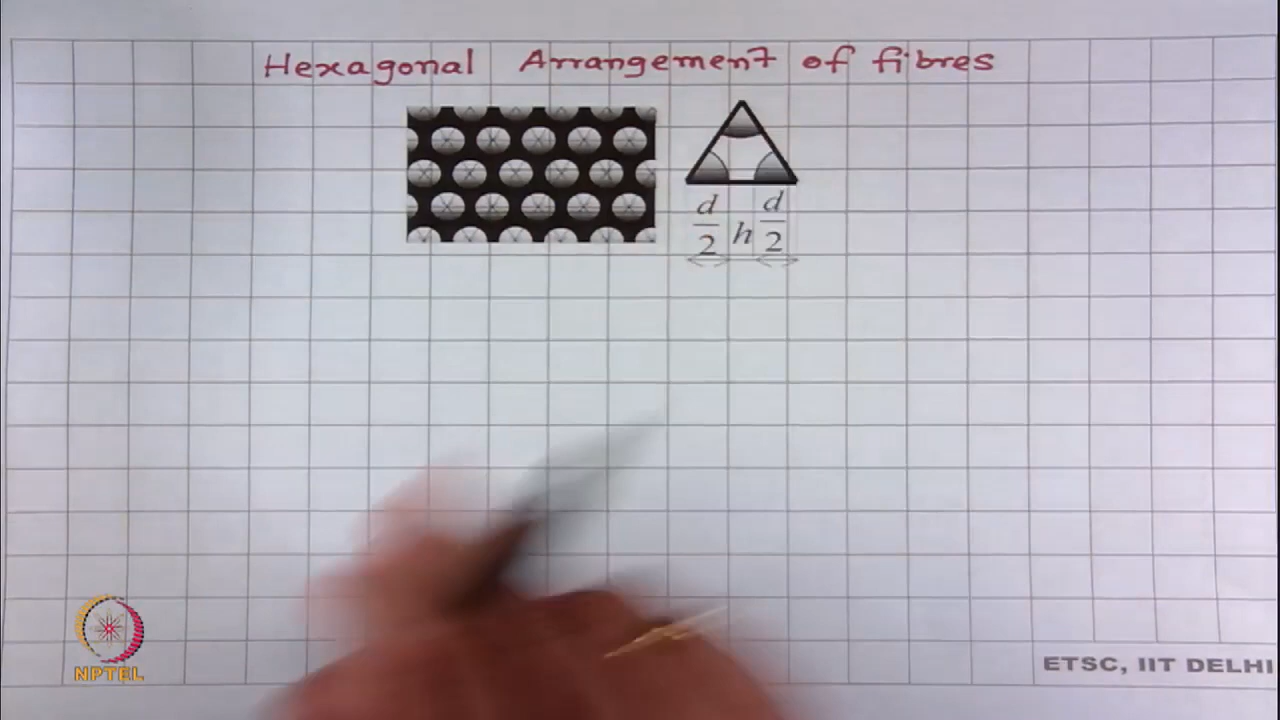 Hexagonal Arrangement of fibres
d/2 h d/2
NPTEL
ETSC, IIT DELHI